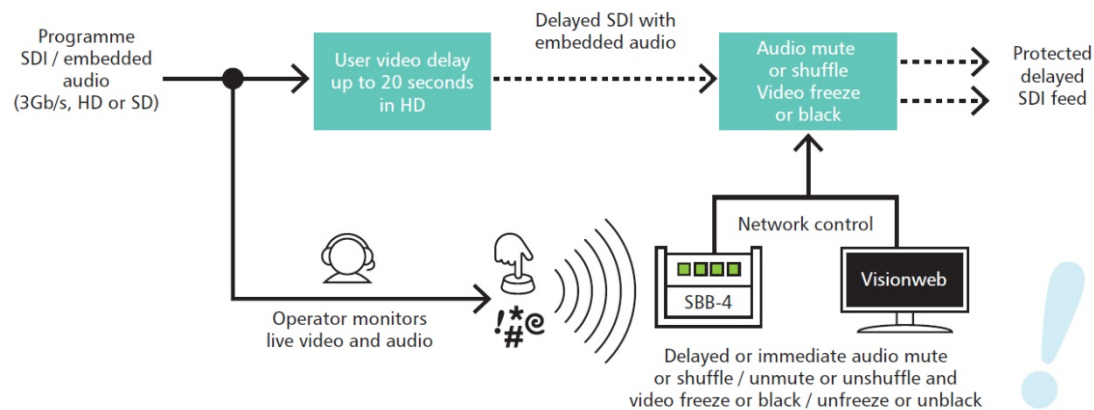 Programme
SDI / embedded
audio
(3Gb/s, HD or SD)
User video delay
up to 20 seconds
in HD
Delayed SDI with
embedded audio
Audio mute
or shuffle
Video freeze
or black
Protected
delayed
SDI feed
Network control
Operator monitors
live video and audio
!*#@
SBB-4
Visionweb
Delayed or immediate audio mute
or shuffle / unmute or unshuffle and
video freeze or black / unfreeze or unblack
!